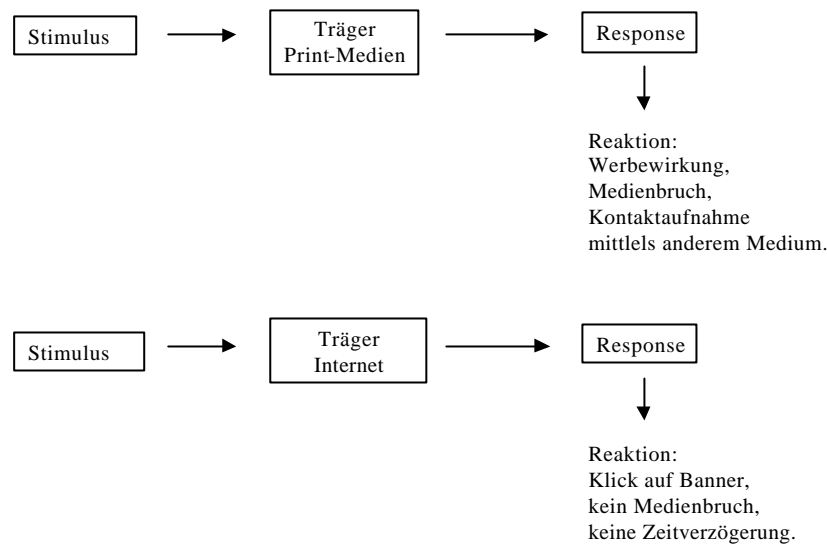 Stimulus
Träger
Print-Medien
Response
Reaktion:
Werbewirkung,
Medienbruch,
Kontaktaufnahme
mittlels anderem Medium.
Stimulus
Träger
Internet
Response
Reaktion:
Klick auf Banner,
kein Medienbruch,
keine Zeitverzögerung.